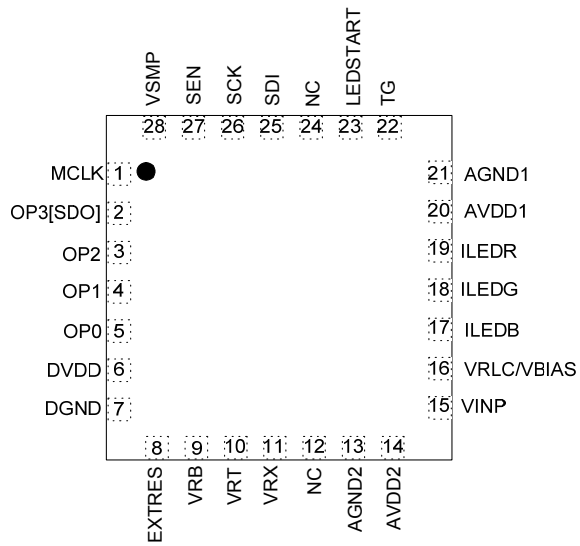 VSMP SEN SCK SDI NC LEDSTART TG
28 27 26 25 24 23 22
MCLK 1 21 AGND1
OP3[SDO] 2 20 AVDD1
OP2 3 19 ILEDR
OP1 4 18 ILEDG
OP0 5 17 ILEDB
DVDD 6 16 VRLC/VBIAS
DGND 7 15 VINP
8 9 10 11 12 13 14
EXTRES VRB VRT VRX NC AGND2 AVDD2